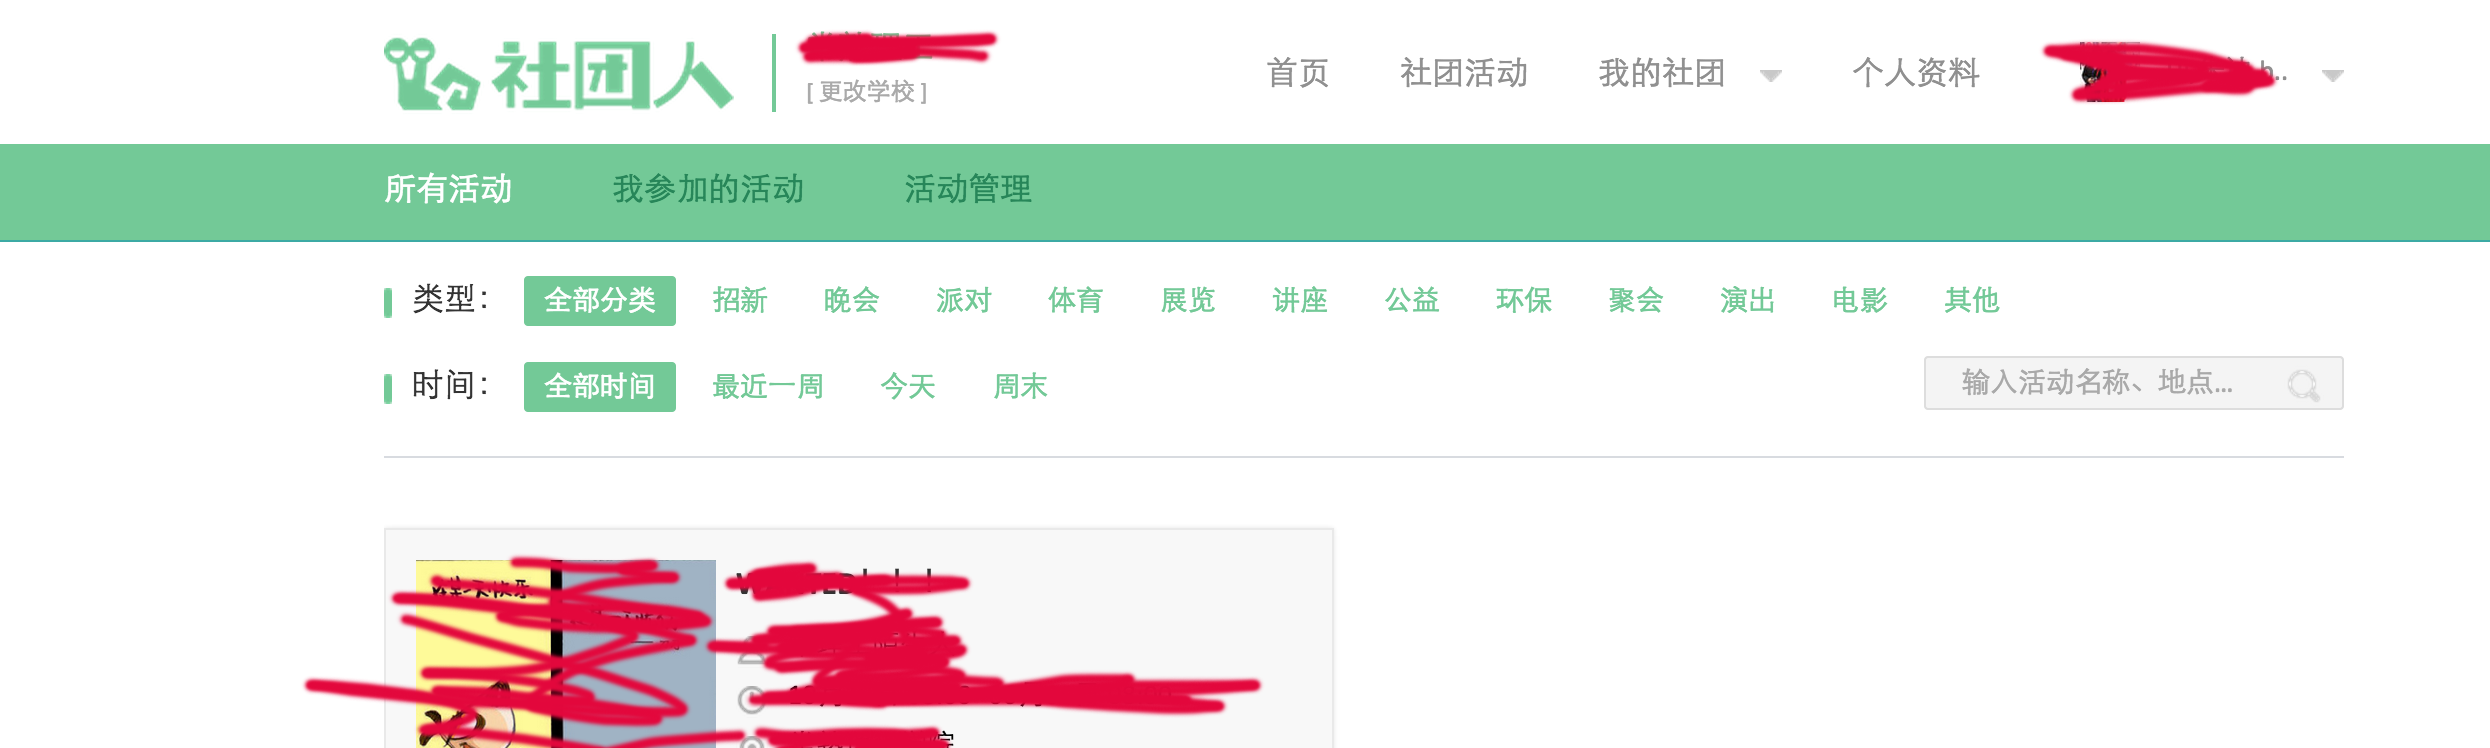 社团人
[ 更改学校 ]
首页 社团活动 我的社团 个人资料
所有活动 我参加的活动 活动管理
类型： 全部分类 招新 晚会 派对 体育 展览 讲座 公益 环保 聚会 演出 电影 其他
时间： 全部时间 最近一周 今天 周末
输入活动名称、地点...